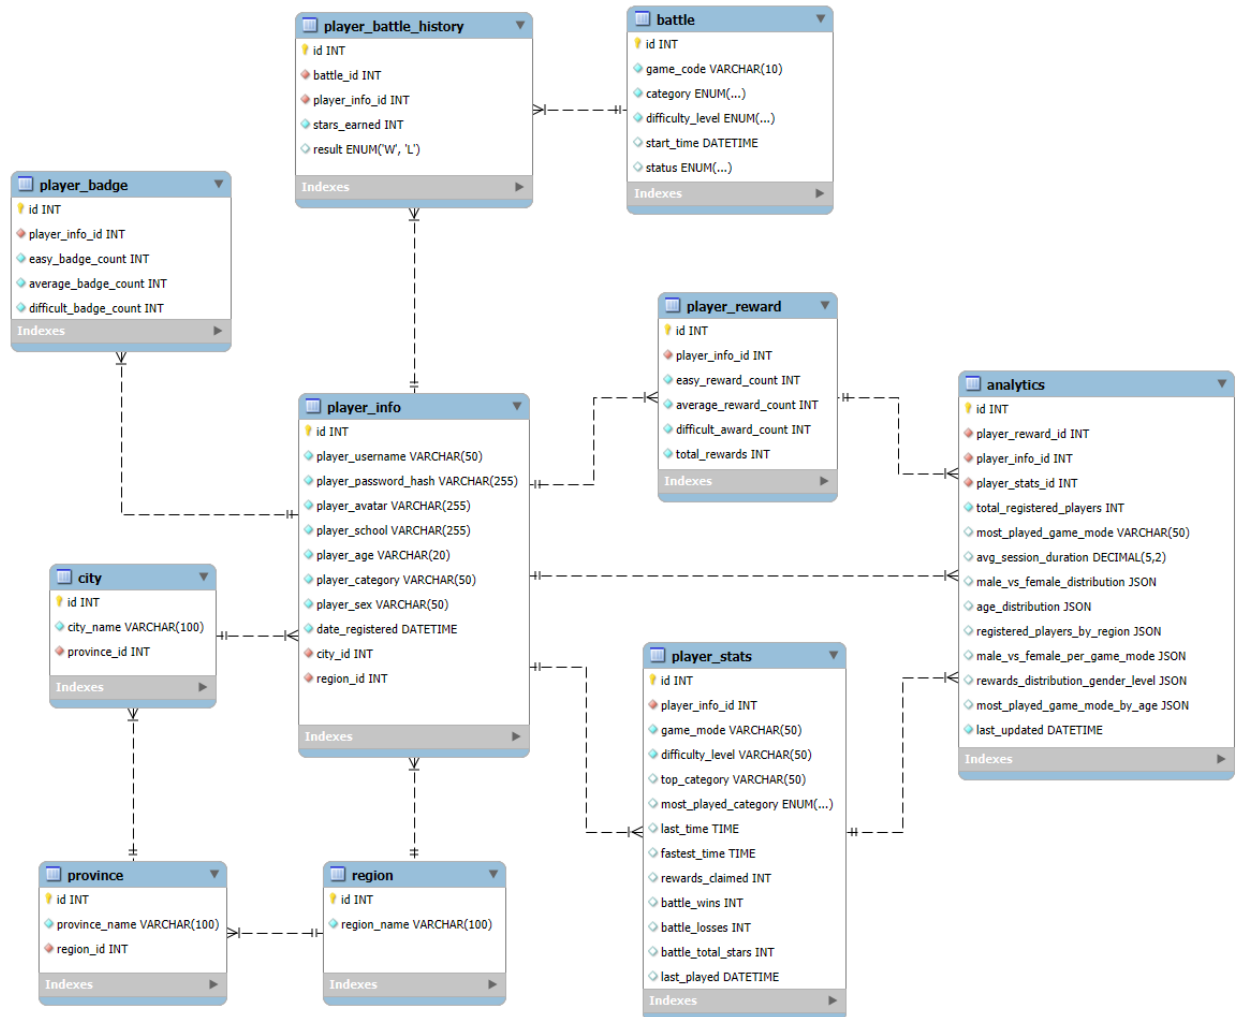 player_battle_history
id INT
battle_id INT
player_info_id INT
stars_earned INT
result ENUM('W', 'L')
Indexes
battle
id INT
game_code VARCHAR(10)
category ENUM(...)
difficulty_level ENUM(...)
start_time DATETIME
status ENUM(...)
Indexes
player_badge
id INT
player_info_id INT
easy_badge_count INT
average_badge_count INT
difficult_badge_count INT
Indexes
player_reward
id INT
player_info_id INT
easy_reward_count INT
average_reward_count INT
difficult_award_count INT
total_rewards INT
Indexes
analytics
id INT
player_reward_id INT
player_info_id INT
player_stats_id INT
total_registered_players INT
most_played_game_mode VARCHAR(50)
avg_session_duration DECIMAL(5,2)
male_vs_female_distribution JSON
age_distribution JSON
registered_players_by_region JSON
male_vs_female_per_game_mode JSON
rewards_distribution_gender_level JSON
most_played_game_mode_by_age JSON
last_updated DATETIME
Indexes
player_info
id INT
player_username VARCHAR(50)
player_password_hash VARCHAR(255)
player_avatar VARCHAR(255)
player_school VARCHAR(255)
player_age VARCHAR(20)
player_category VARCHAR(50)
player_sex VARCHAR(50)
date_registered DATETIME
city_id INT
region_id INT
Indexes
city
id INT
city_name VARCHAR(100)
province_id INT
Indexes
player_stats
id INT
player_info_id INT
game_mode VARCHAR(50)
difficulty_level VARCHAR(50)
top_category VARCHAR(50)
most_played_category ENUM(...)
last_time TIME
fastest_time TIME
rewards_claimed INT
battle_wins INT
battle_losses INT
battle_total_stars INT
last_played DATETIME
Indexes
province
id INT
province_name VARCHAR(100)
region_id INT
Indexes
region
id INT
region_name VARCHAR(100)
Indexes